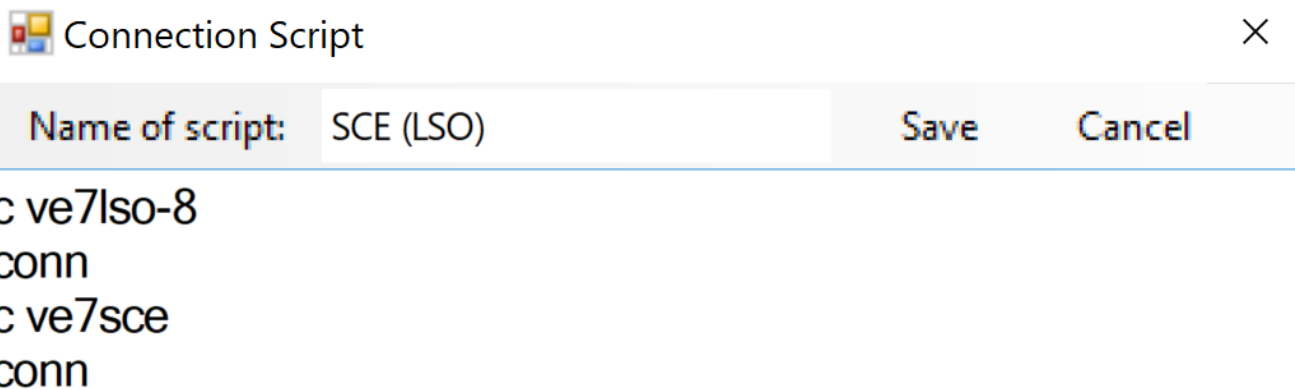 Connection Script
Name of script: SCE (LSO) Save Cancel
c ve7lso-8
conn
c ve7sce
conn